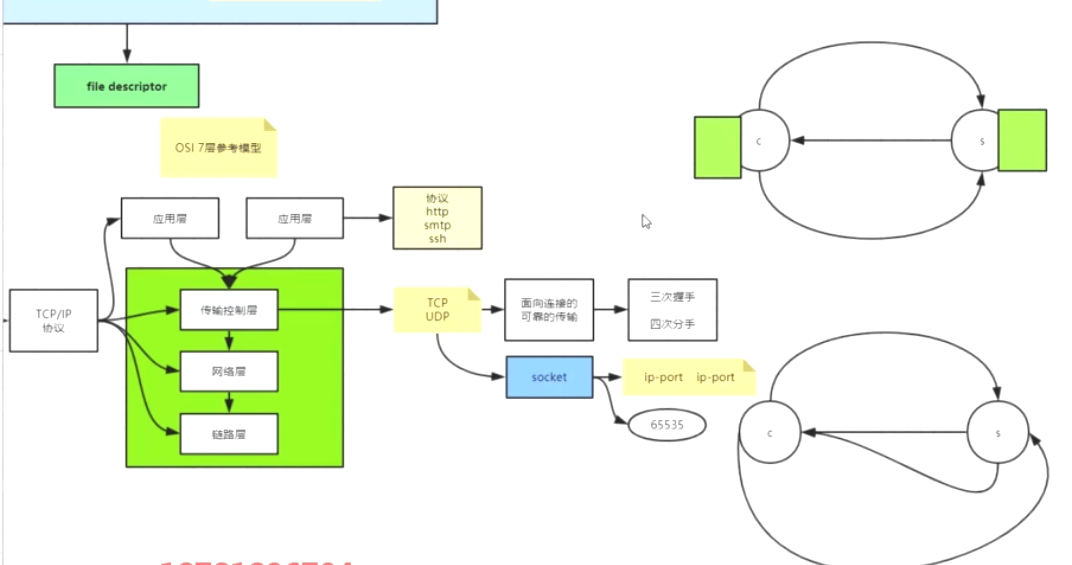 file descriptor
OSI 7层参考模型
应用层
应用层
协议
http
smtp
ssh
TCP/IP
协议
传输控制层
网络层
链路层
TCP
UDP
面向连接的
可靠的传输
三次握手
四次分手
socket
ip-port ip-port
65535
c
s
c
s